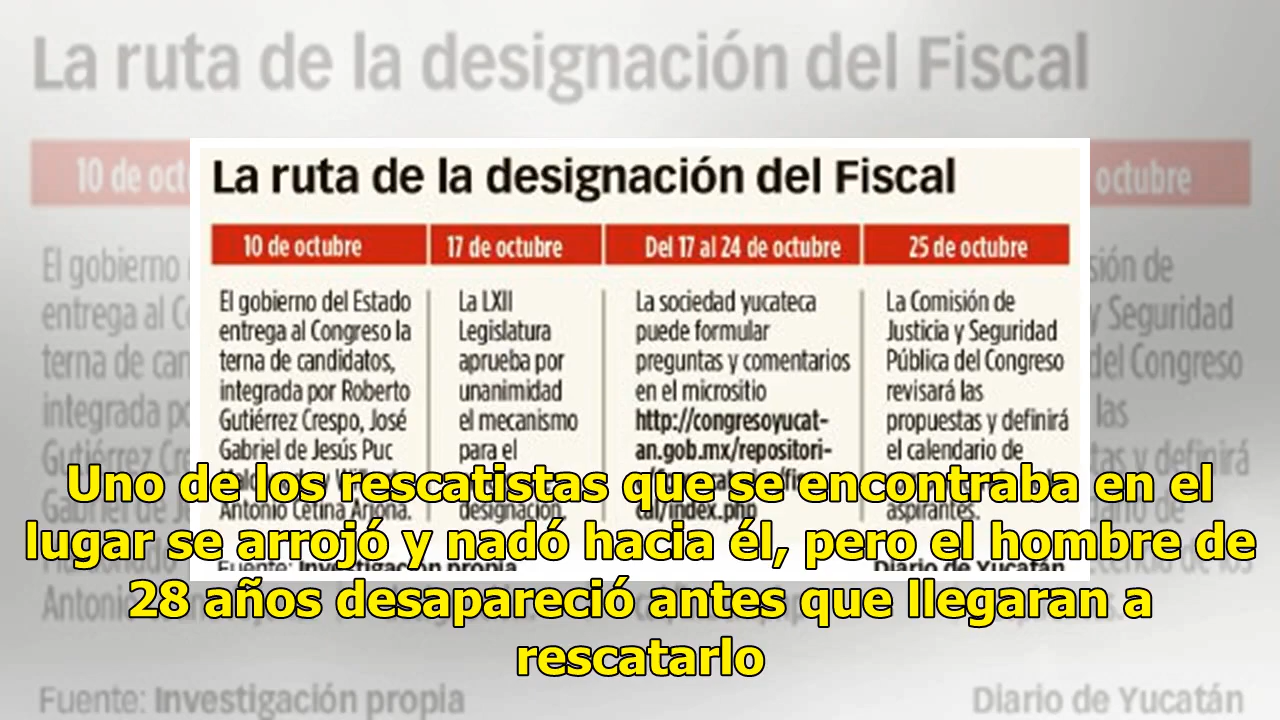 La ruta de la designación del Fiscal
La ruta de la designación del Fiscal
10 de octubre
17 de octubre
Del 17 al 24 de octubre
25 de octubre
El gobierno del Estado
entrega al Congreso la
terna de candidatos,
integrada por Roberto
Gutiérrez Crespo, José
Gabriel de Jesús Puc
Antonio Cetina Arjona.
La LXII
Legislatura
aprueba por
unanimidad
el mecanismo
para el
designación.
La sociedad yucateca
puede formular
preguntas y comentarios
en el micrositio
http://congresoyucat-
an.gob.mx/repositori-
cal/index.php
La Comisión de
Justicia y Seguridad
Pública del Congreso
revisará las
propuestas y definirá
el calendario de
aspirantes.
Fuente: Investigación propia
Diario de Yucatán
Uno de los rescatistas que se encontraba en el
lugar se arrojó y nadó hacia él, pero el hombre de
28 años desapareció antes que llegaran a
rescatarlo
Fuente: Investigación propia
Diario de Yucatán